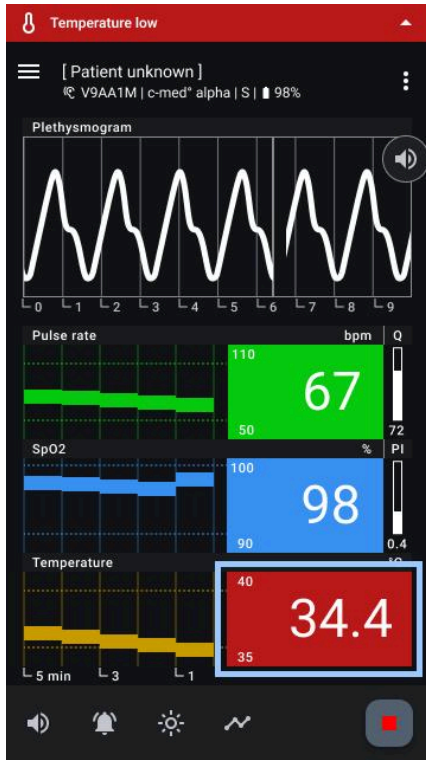 Temperature low
[ Patient unknown ]
V9AA1M | c-med° alpha | S | 98%
Plethysmogram
0 1 2 3 4 5 6 7 8 9
Pulse rate bpm Q
110
67
50 72
SpO2 % PI
100
98
90 0.4
Temperature
40
34.4
35
5 min 3 1